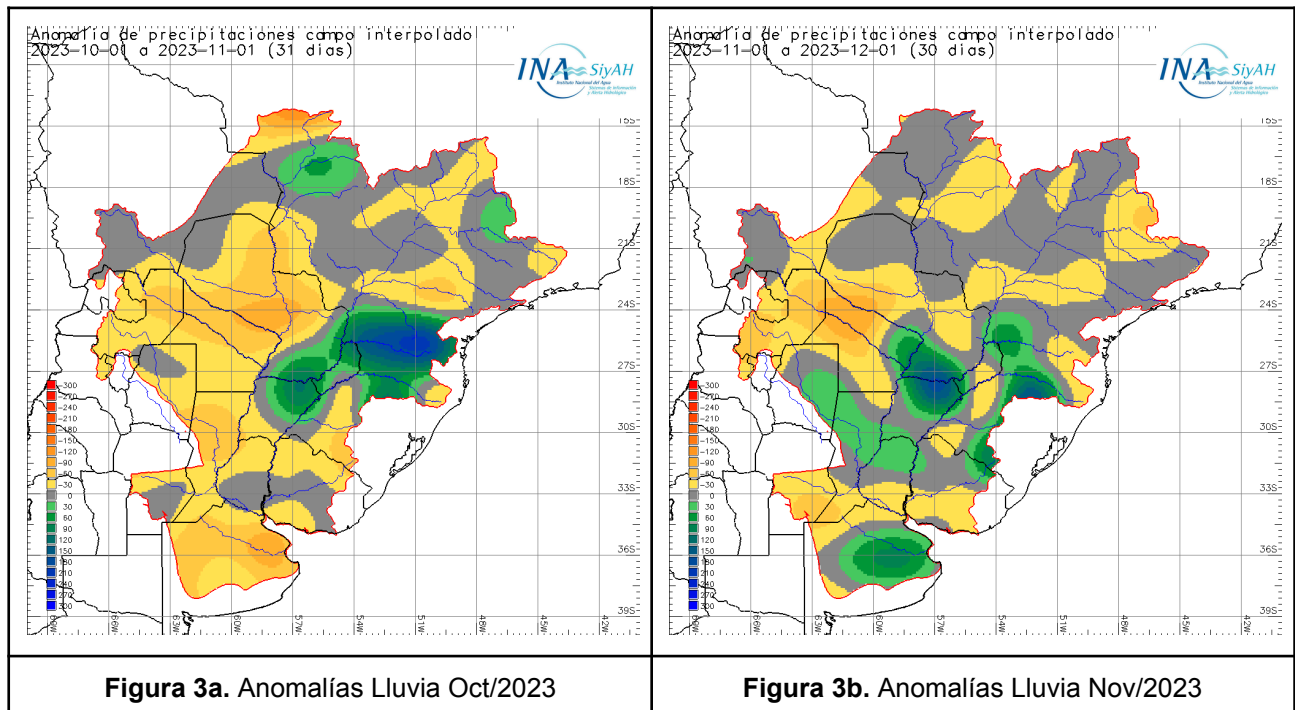 Anomalia de precipitaciones campo interpolado
2023-10-01 a 2023-11-01 (31 dias)
INA SiyAH
Instituto Nacional del Agua
Sistemas de Información
y Alerta Hidrológico
15S
18S
21S
24S
27S
30S
33S
36S
39S
-300
-270
-240
-210
-180
-150
-120
-90
-60
-30
0
30
60
90
120
150
180
210
240
270
300
66W
63W
60W
57W
54W
51W
48W
45W
42W
Figura 3a. Anomalías Lluvia Oct/2023
Anomalia de precipitaciones campo interpolado
2023-11-01 a 2023-12-01 (30 dias)
INA SiyAH
Instituto Nacional del Agua
Sistemas de Información
y Alerta Hidrológico
15S
18S
21S
24S
27S
30S
33S
36S
39S
-300
-270
-240
-210
-180
-150
-120
-90
-60
-30
0
30
60
90
120
150
180
210
240
270
300
66W
63W
60W
57W
54W
51W
48W
45W
42W
Figura 3b. Anomalías Lluvia Nov/2023